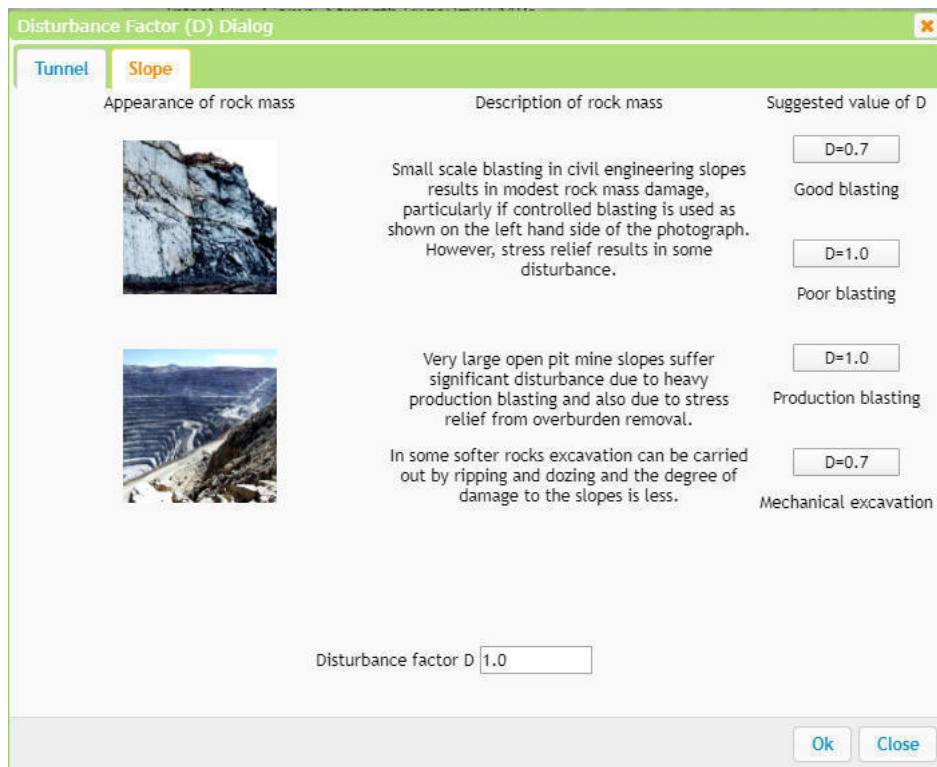 Disturbance Factor (D) Dialog
Tunnel
Slope
Appearance of rock mass
Description of rock mass
Suggested value of D
Small scale blasting in civil engineering slopes
results in modest rock mass damage,
particularly if controlled blasting is used as
shown on the left hand side of the photograph.
However, stress relief results in some
disturbance.
D=0.7
Good blasting
D=1.0
Poor blasting
Very large open pit mine slopes suffer
significant disturbance due to heavy
production blasting and also due to stress
relief from overburden removal.
In some softer rocks excavation can be carried
out by ripping and dozing and the degree of
damage to the slopes is less.
D=1.0
Production blasting
D=0.7
Mechanical excavation
Disturbance factor D 1.0
Ok
Close